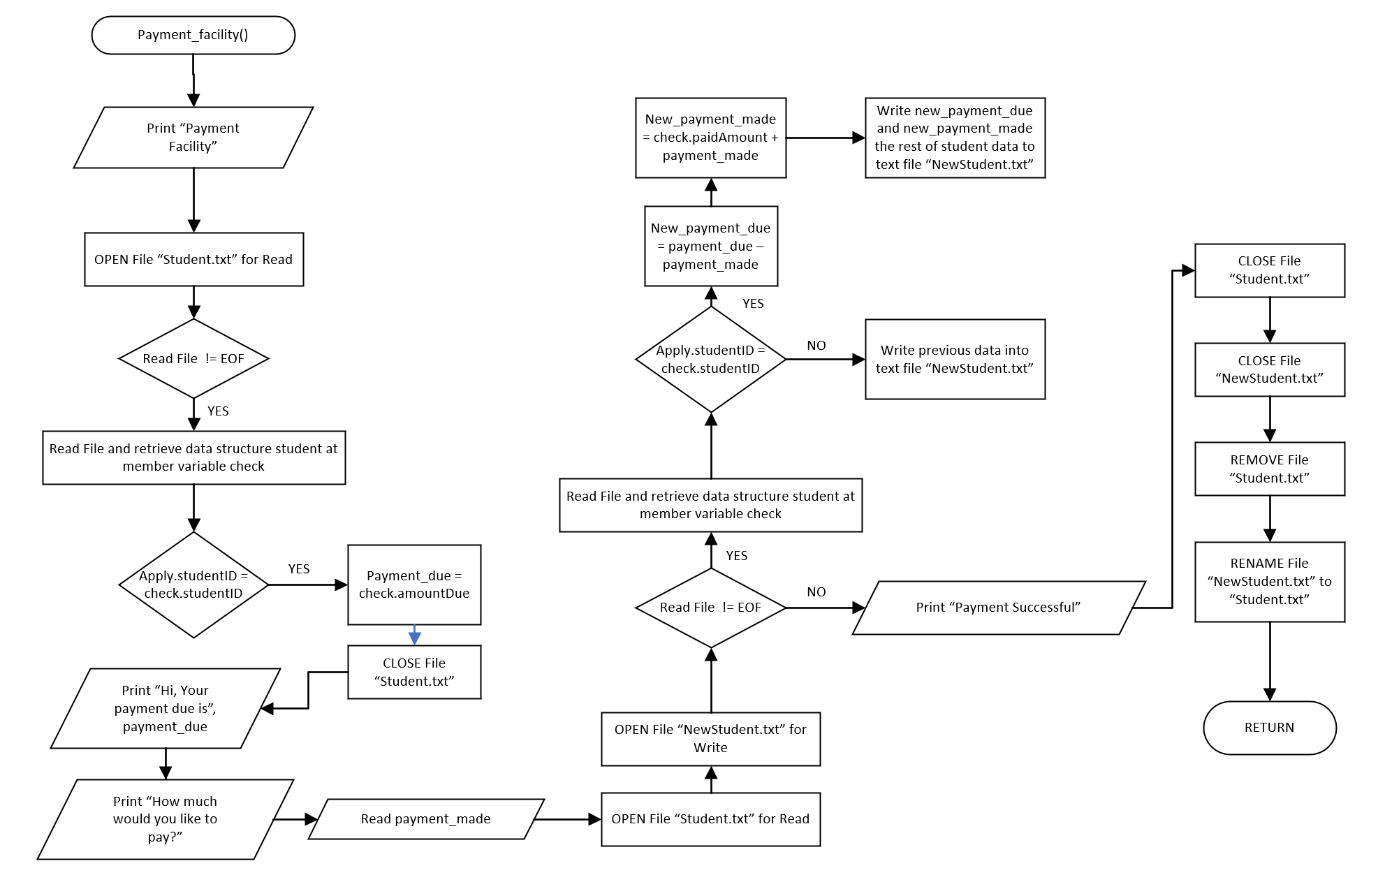 Payment_facility()
Print “Payment
Facility”
OPEN File “Student.txt” for Read
Read File  != EOF
YES
Read File and retrieve data structure student at
member variable check
Apply.studentID =
check.studentID
YES
Payment_due =
check.amountDue
CLOSE File
“Student.txt”
Print “Hi, Your
payment due is”,
payment_due
Print “How much
would you like to
pay?”
Read payment_made
OPEN File “Student.txt” for Read
OPEN File “NewStudent.txt” for
Write
Read File  != EOF
YES
NO
Read File and retrieve data structure student at
member variable check
Apply.studentID =
check.studentID
YES
NO
Write previous data into
text file “NewStudent.txt”
New_payment_due
= payment_due –
payment_made
New_payment_made
= check.paidAmount +
payment_made
Write new_payment_due
and new_payment_made
the rest of student data to
text file “NewStudent.txt”
Print “Payment Successful”
CLOSE File
“Student.txt”
CLOSE File
“NewStudent.txt”
REMOVE File
“Student.txt”
RENAME File
“NewStudent.txt” to
“Student.txt”
RETURN